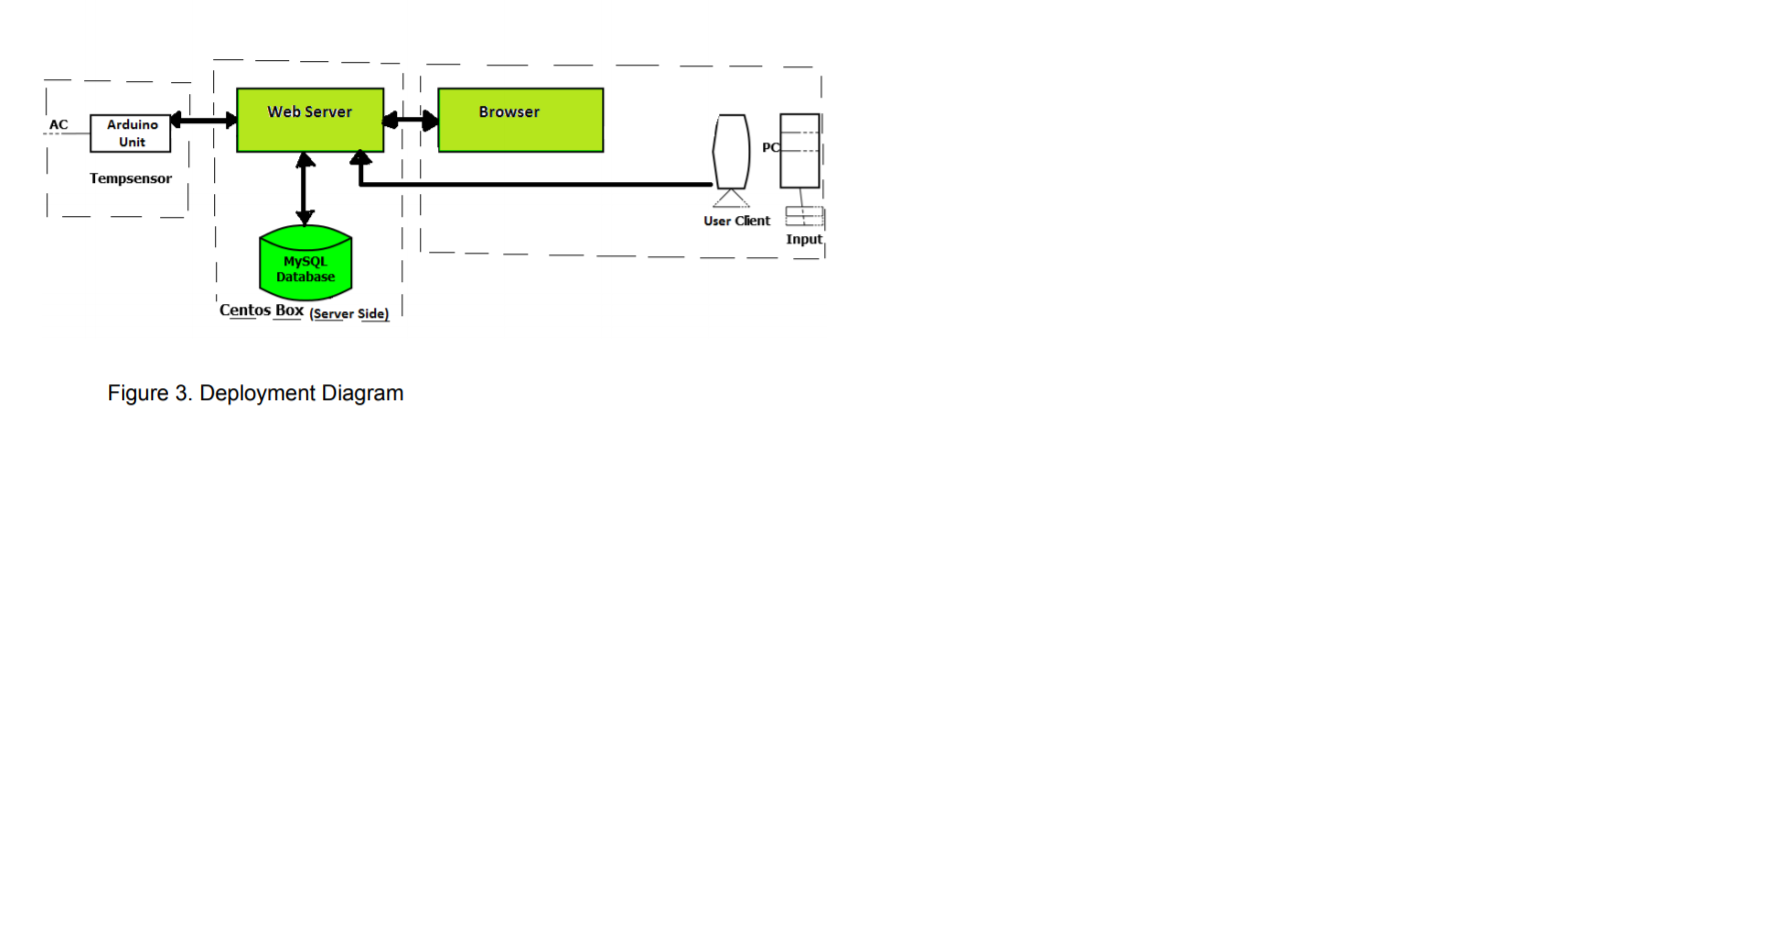 AC
Arduino
Unit
Tempsensor
Web Server
MySQL
Database
Centos Box (Server Side)
Browser
PC
User Client
Input
Figure 3. Deployment Diagram